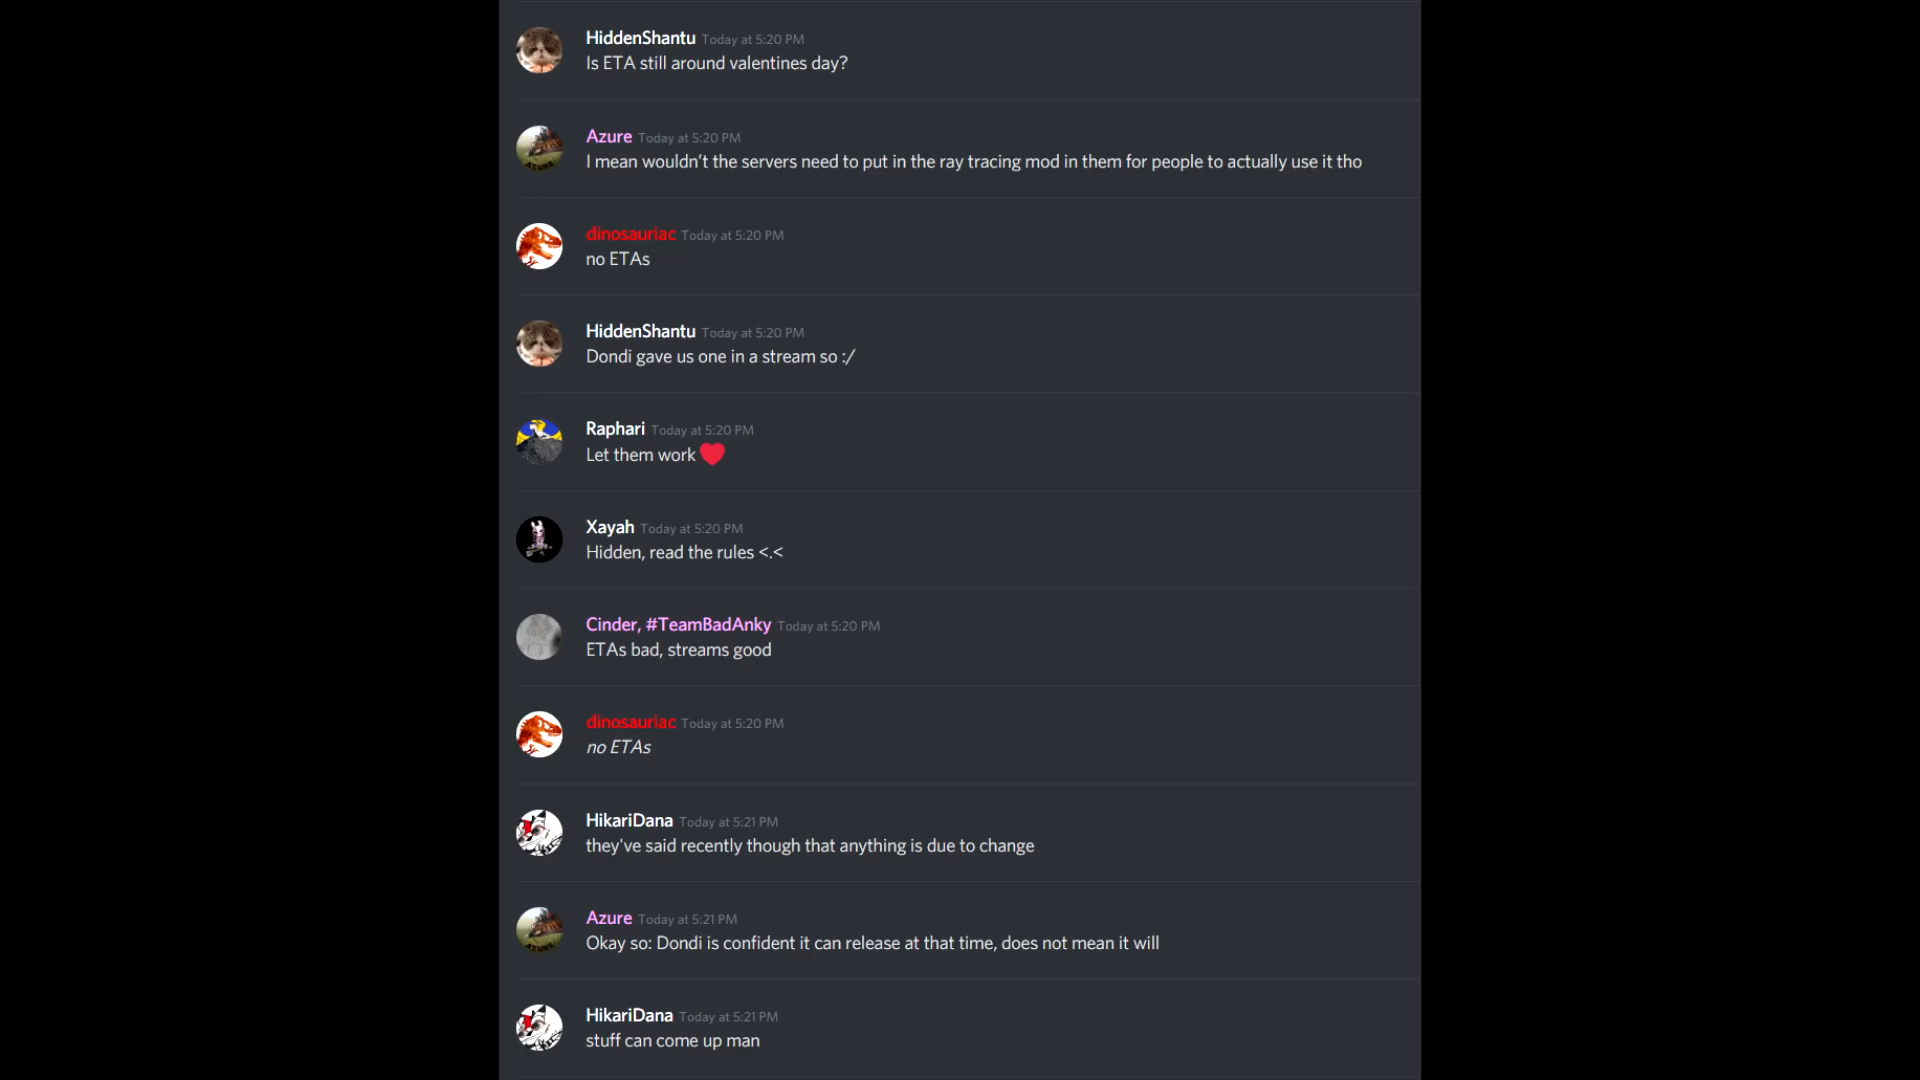 HiddenShantu Today at 5:20 PM
Is ETA still around valentines day?
Azure Today at 5:20 PM
I mean wouldn't the servers need to put in the ray tracing mod in them for people to actually use it tho
dinosauriac Today at 5:20 PM
no ETAs
HiddenShantu Today at 5:20 PM
Dondi gave us one in a stream so :/
Raphari Today at 5:20 PM
Let them work ❤
Xayah Today at 5:20 PM
Hidden, read the rules <.<
Cinder, #TeamBadAnky Today at 5:20 PM
ETAs bad, streams good
dinosauriac Today at 5:20 PM
no ETAs
HikariDana Today at 5:21 PM
they've said recently though that anything is due to change
Azure Today at 5:21 PM
Okay so: Dondi is confident it can release at that time, does not mean it will
HikariDana Today at 5:21 PM
stuff can come up man